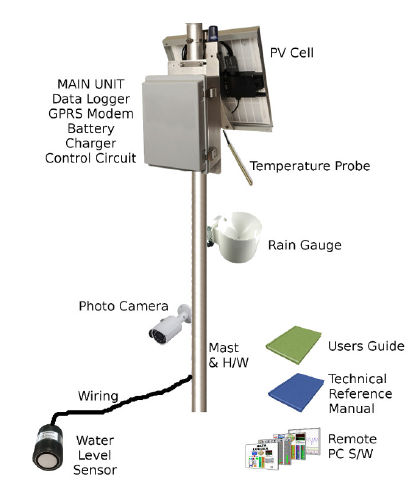 PV Cell
MAIN UNIT
Data Logger
GPRS Modem
Battery
Charger
Control Circuit
Temperature Probe
Rain Gauge
Photo Camera
Mast
& H/W
Users Guide
Technical
Reference
Manual
Wiring
Water
Level
Sensor
Remote
PC S/W